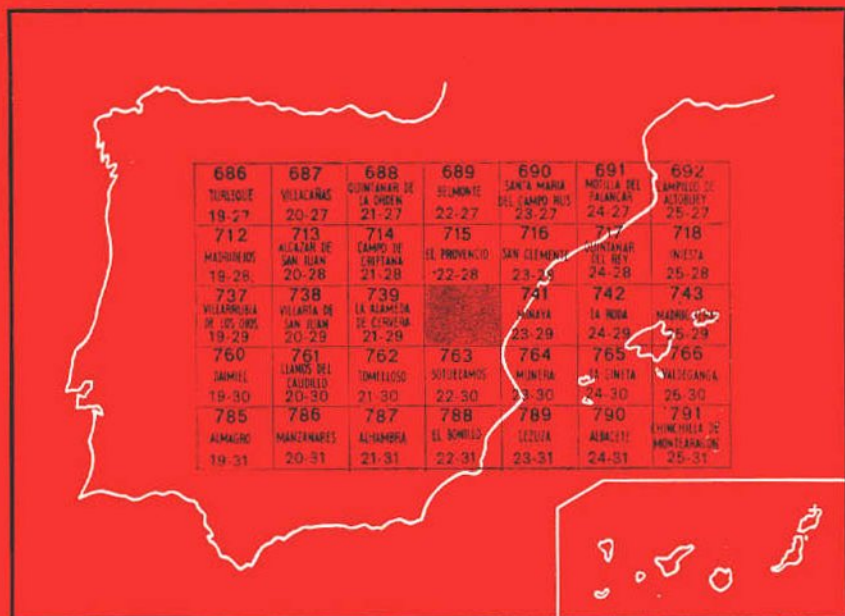 686 687 688 689 690 691 692
TURLEQUE VILLACAÑAS QUINTANAR DE LA ORDEN BELMONTE SANTA MARIA DEL CAMPO RUS MOTILLA DEL PALANCAR CAMPILLO DE ALTOBUEY
19-27 20-27 21-27 22-27 23-27 24-27 25-27
712 713 714 715 716 717 718
MADRIDEJOS ALCAZAR DE SAN JUAN CAMPO DE CRIPTANA EL PROVENCIO SAN CLEMENTE QUINTANAR DEL REY INIESTA
19-28 20-28 21-28 22-28 23-28 24-28 25-28
737 738 739 741 742 743
VILLARRUBIA DE LOS OJOS VILLARTA DE SAN JUAN LA ALAMEDA DE CERVERA MINAYA LA RODA
19-29 20-29 21-29 23-29 24-29 25-29
760 761 762 763 764 765 766
DAIMIEL LLANOS DEL CAUDILLO TOMELLOSO SOTUELAMOS MUNERA LA GINETA VALDEGANGA
19-30 20-30 21-30 22-30 23-30 24-30 25-30
785 786 787 788 789 790 791
ALMAGRO MANZANARES ALHAMBRA EL BONILLO LEZUZA ALBACETE CHINCHILLA DE MONTEARAGON
19-31 20-31 21-31 22-31 23-31 24-31 25-31